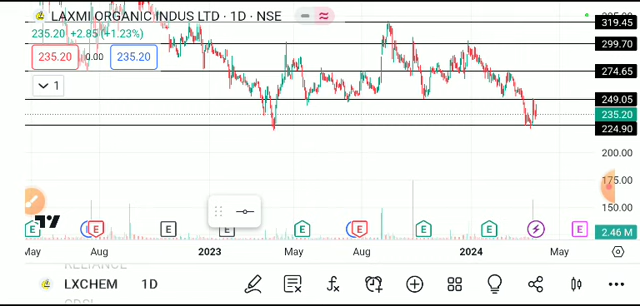 LAXMI ORGANIC INDUS LTD · 1D · NSE
235.20 +2.85 (+1.23%)
235.20 0.00 235.20
1
319.45
299.70
274.65
249.05
235.20
224.90
200.00
175.00
150.00
2.46 M
E E E E E E E E E
May Aug 2023 May Aug 2024 May
LXCHEM 1D